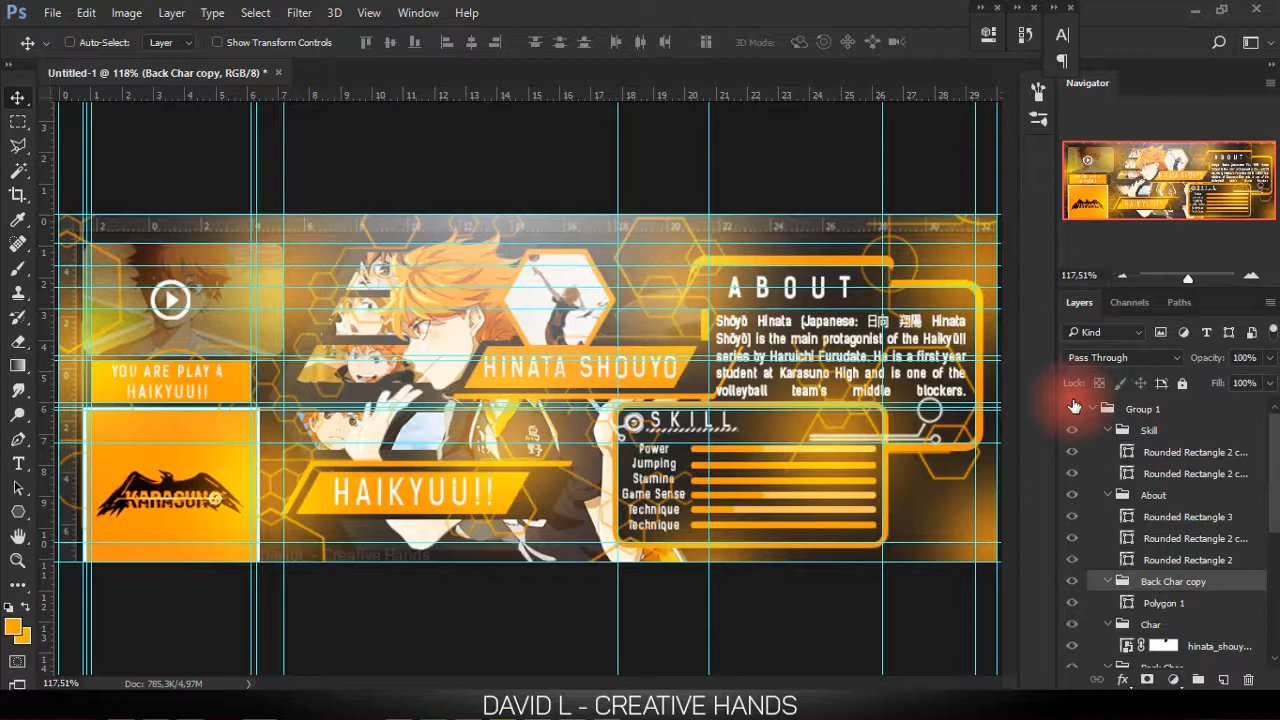 Ps File Edit Image Layer Type Select Filter 3D View Window Help
Auto-Select: Layer Show Transform Controls 3D Mode:
Untitled-1 @ 118% (Back Char copy, RGB/8) *
Navigator
117,51%
Layers Channels Paths
Kind
Pass Through Opacity: 100%
Lock: Fill: 100%
Group 1
Skill
Rounded Rectangle 2 c...
Rounded Rectangle 2 c...
About
Rounded Rectangle 3
Rounded Rectangle 2 c...
Rounded Rectangle 2
Back Char copy
Polygon 1
Char
hinata_shouy...
Back Char
YOU ARE PLAY A
HAIKYUU!!
KARASUNO
HINATA SHOUYO
HAIKYUU!!
ABOUT
Shōyō Hinata (Japanese: 日向 翔陽 Hinata
Shōyō) is the main protagonist of the Haikyū!!
series by Haruichi Furudate. He is a first year
student at Karasuno High and is one of the
volleyball team's middle blockers.
SKILL
Power
Jumping
Stamina
Game Sense
Technique
Technique
David L - Creative Hands
117,51% Doc: 785,3K/4,97M
DAVID L - CREATIVE HANDS